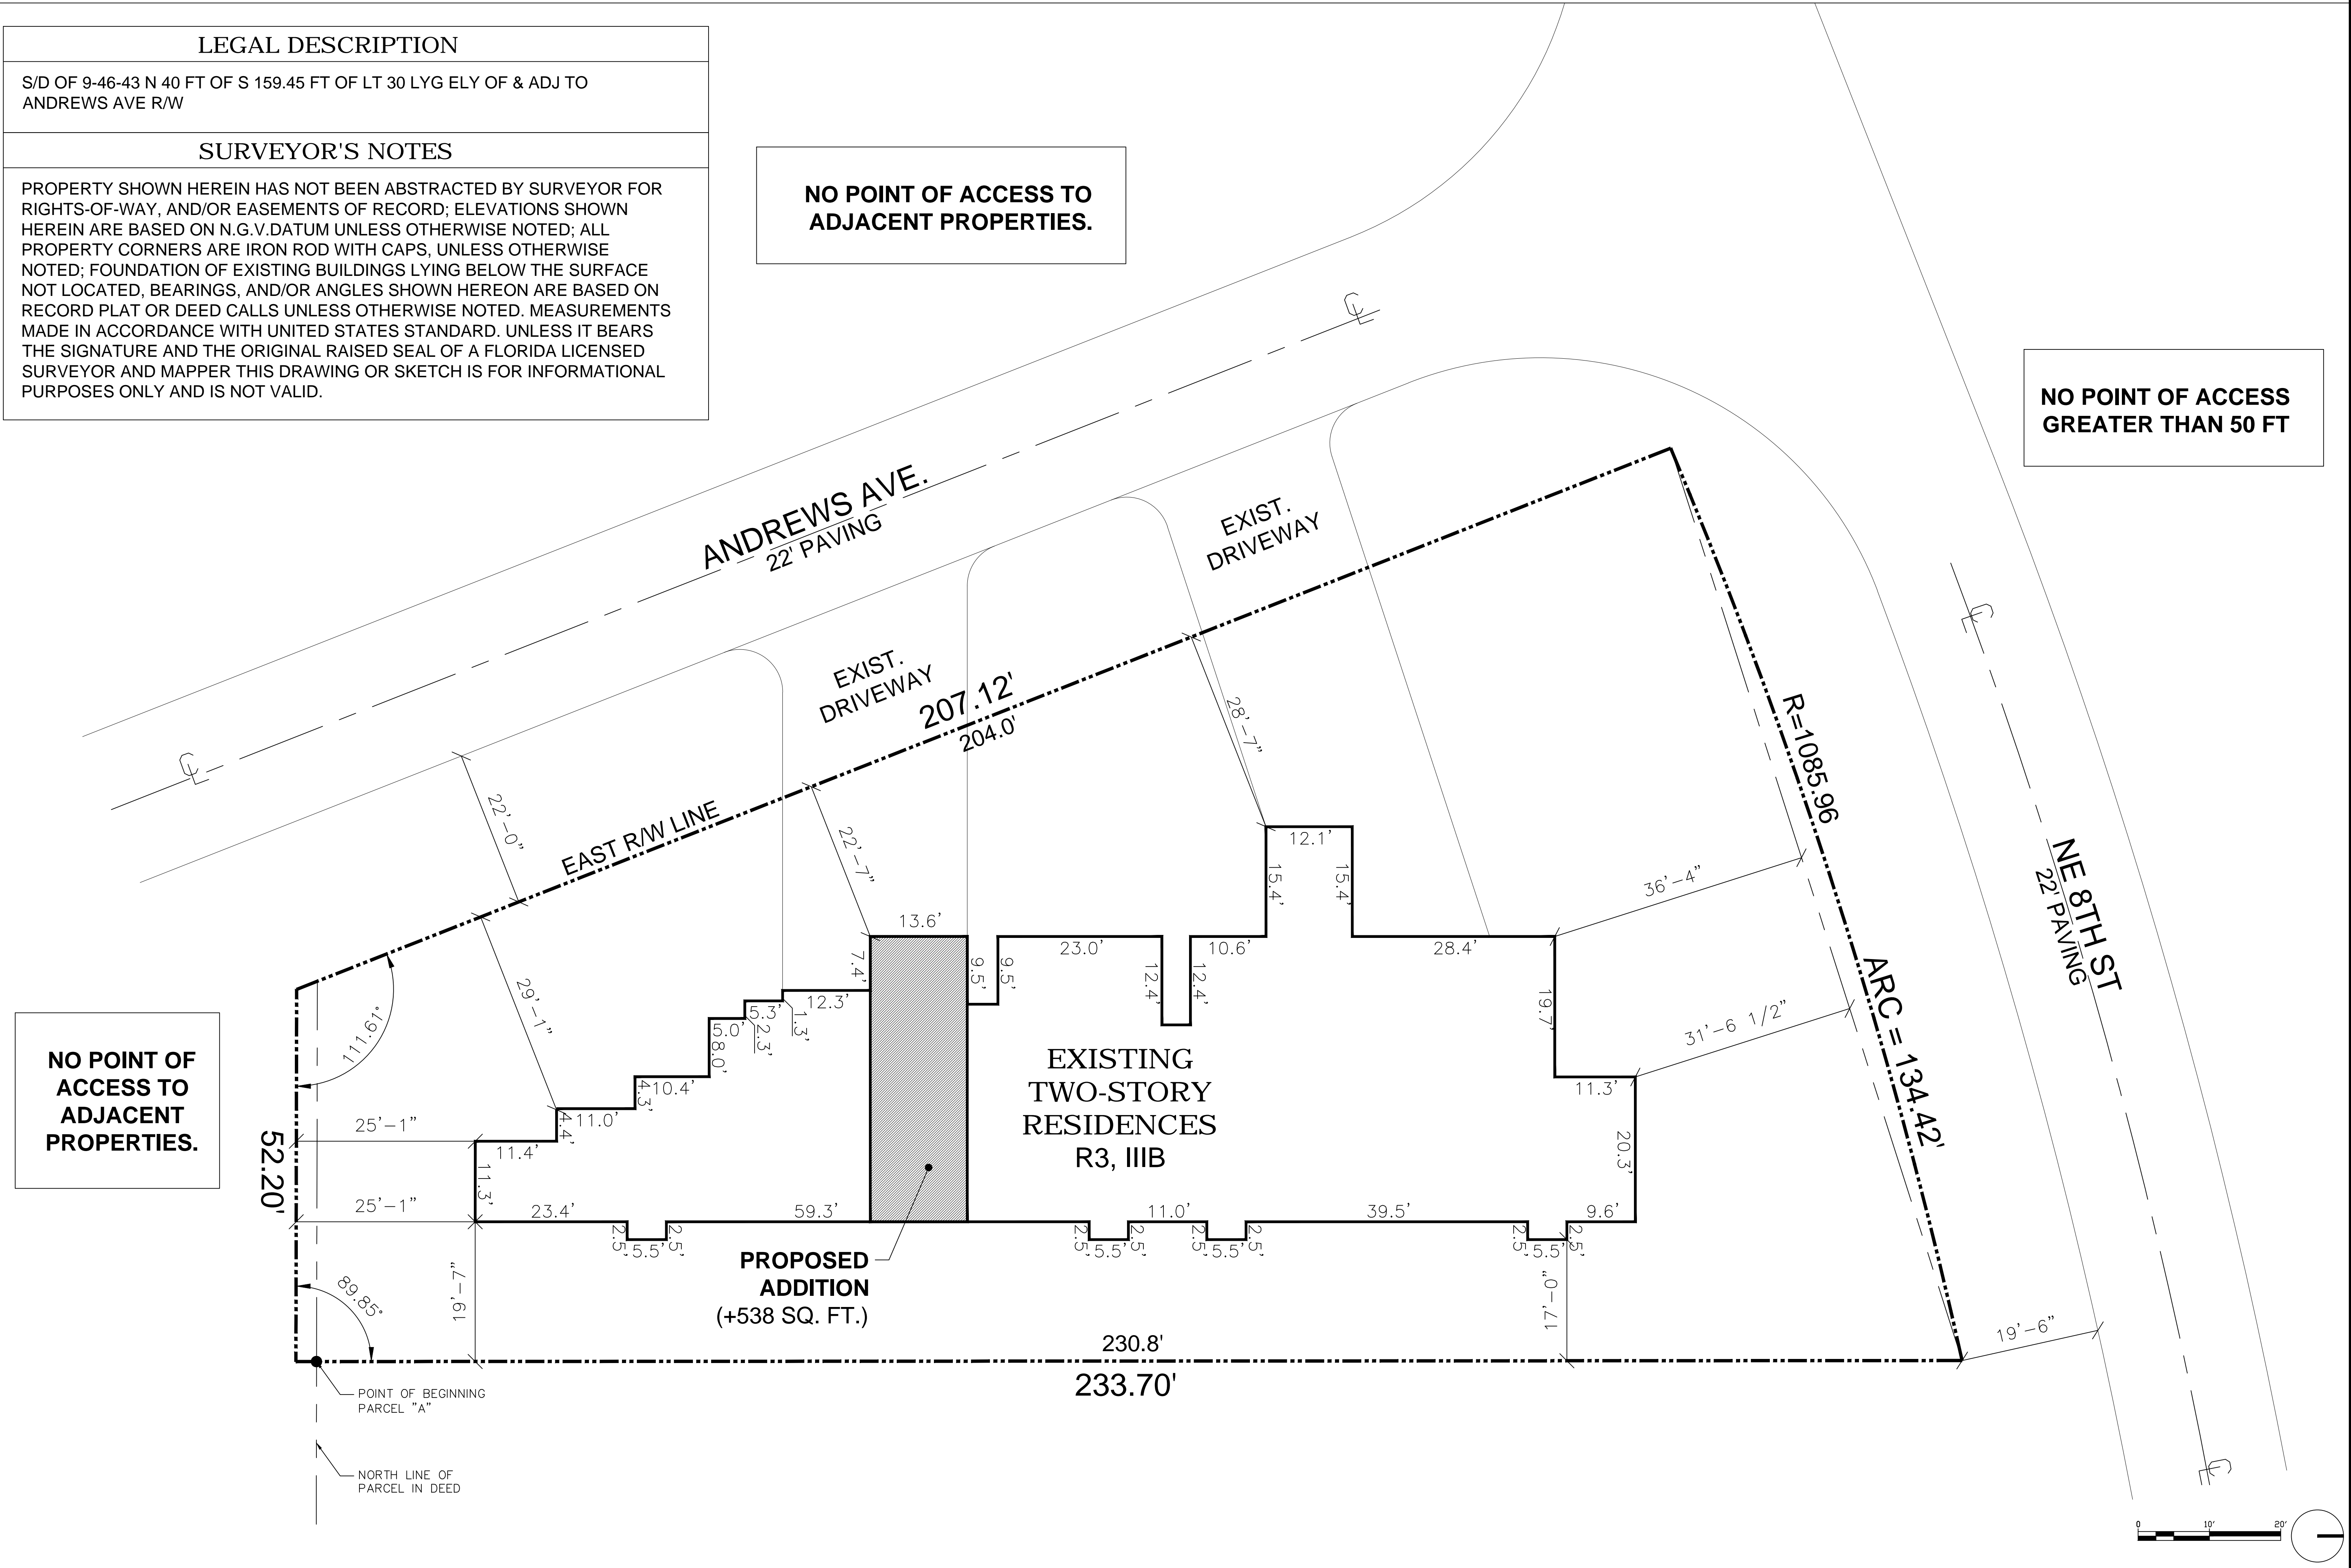 LEGAL DESCRIPTION
S/D OF 9-46-43 N 40 FT OF S 159.45 FT OF LT 30 LYG ELY OF & ADJ TO
ANDREWS AVE R/W
SURVEYOR'S NOTES
PROPERTY SHOWN HEREIN HAS NOT BEEN ABSTRACTED BY SURVEYOR FOR
RIGHTS-OF-WAY, AND/OR EASEMENTS OF RECORD; ELEVATIONS SHOWN
HEREIN ARE BASED ON N.G.V.DATUM UNLESS OTHERWISE NOTED; ALL
PROPERTY CORNERS ARE IRON ROD WITH CAPS, UNLESS OTHERWISE
NOTED; FOUNDATION OF EXISTING BUILDINGS LYING BELOW THE SURFACE
NOT LOCATED, BEARINGS, AND/OR ANGLES SHOWN HEREON ARE BASED ON
RECORD PLAT OR DEED CALLS UNLESS OTHERWISE NOTED. MEASUREMENTS
MADE IN ACCORDANCE WITH UNITED STATES STANDARD. UNLESS IT BEARS
THE SIGNATURE AND THE ORIGINAL RAISED SEAL OF A FLORIDA LICENSED
SURVEYOR AND MAPPER THIS DRAWING OR SKETCH IS FOR INFORMATIONAL
PURPOSES ONLY AND IS NOT VALID.
NO POINT OF ACCESS TO
ADJACENT PROPERTIES.
NO POINT OF ACCESS
GREATER THAN 50 FT
CL
ANDREWS AVE.
22' PAVING
EXIST.
DRIVEWAY
EXIST.
DRIVEWAY
CL
207.12'
204.0'
28'-7"
R=1085.96
CL
22'-0"
EAST R/W LINE
22'-7"
12.1'
15.4'
15.4'
36'-4"
NE 8TH ST
22' PAVING
13.6'
7.4'
9.5'
9.5'
23.0'
12.4'
12.4'
10.6'
28.4'
19.7'
ARC = 134.42'
29'-1"
12.3'
1.3'
5.3'
2.3'
5.0'
8.0'
10.4'
4.3'
11.0'
4.4'
11.4'
11.3'
31'-6 1/2"
11.3'
20.3'
111.61°
NO POINT OF
ACCESS TO
ADJACENT
PROPERTIES.
52.20'
25'-1"
25'-1"
EXISTING
TWO-STORY
RESIDENCES
R3, IIIB
23.4'
59.3'
11.0'
39.5'
9.6'
2.5'
5.5'
2.5'
2.5'
5.5'
2.5'
2.5'
5.5'
2.5'
2.5'
5.5'
2.5'
PROPOSED
ADDITION
(+538 SQ. FT.)
89.85°
19'-7"
17'-0"
19'-6"
230.8'
233.70'
POINT OF BEGINNING
PARCEL "A"
NORTH LINE OF
PARCEL IN DEED
CL
0 10' 20'